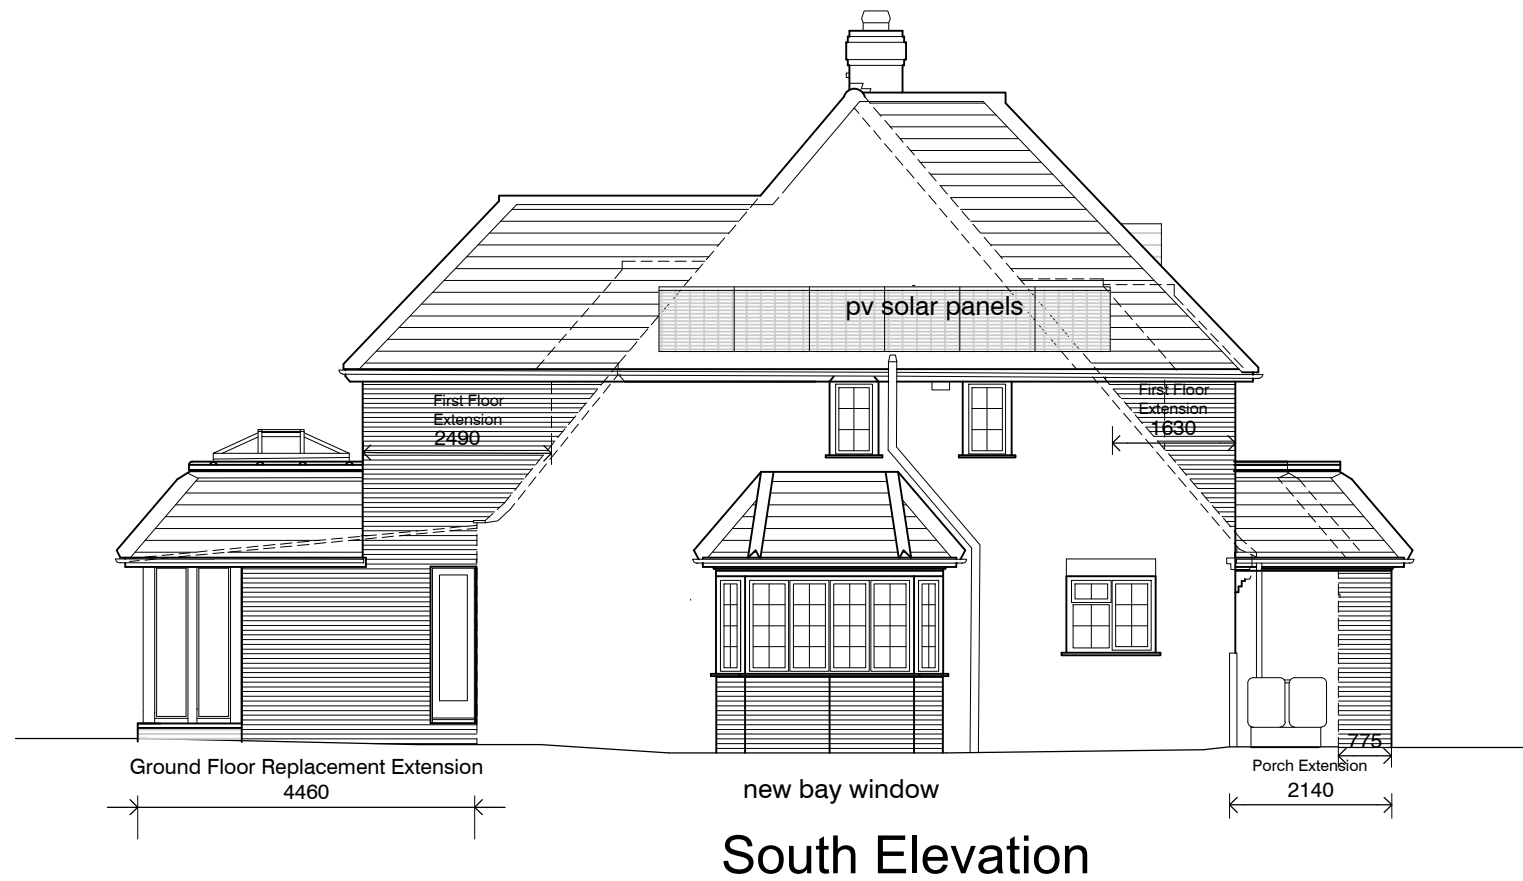 pv solar panels
First Floor
Extension
2490
First Floor
Extension
1630
775
Ground Floor Replacement Extension
4460
new bay window
Porch Extension
2140
South Elevation